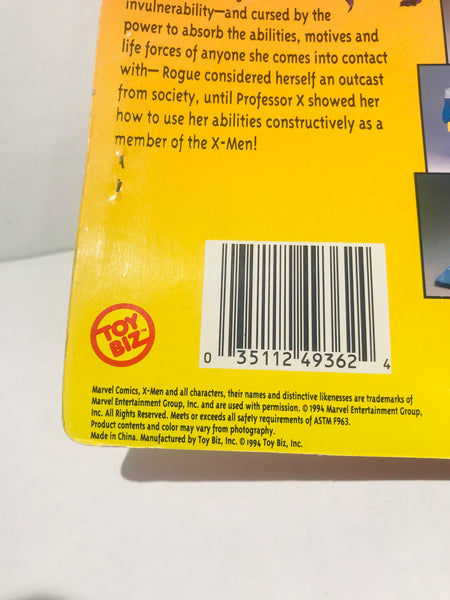 invulnerability—and cursed by the
power to absorb the abilities, motives and
life forces of anyone she comes into contact
with— Rogue considered herself an outcast
from society, until Professor X showed her
how to use her abilities constructively as a
member of the X-Men!
TOY
BIZ™
0 35112 49362 4
Marvel Comics, X-Men and all characters, their names and distinctive likenesses are trademarks of
Marvel Entertainment Group, Inc. and are used with permission. © 1994 Marvel Entertainment Group,
Inc. All Rights Reserved. Meets or exceeds all safety requirements of ASTM F963.
Product contents and color may vary from photography.
Made in China. Manufactured by Toy Biz, Inc. © 1994 Toy Biz, Inc.